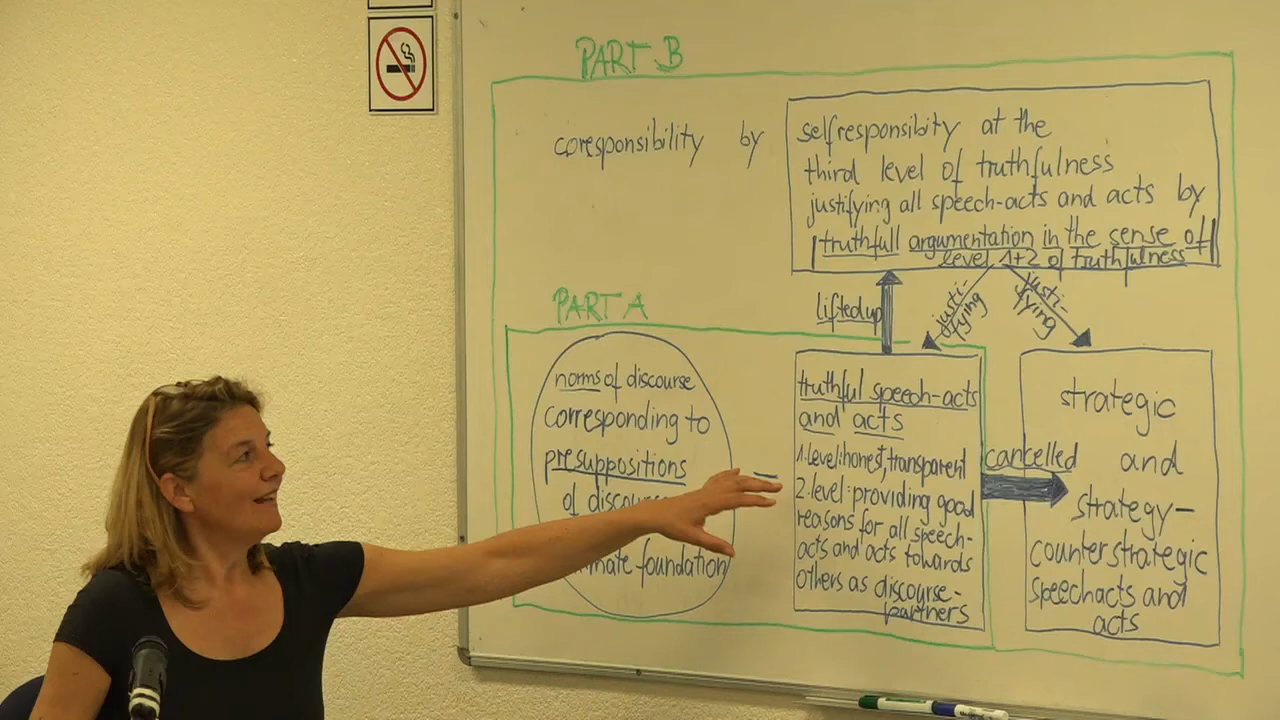 PART B
coresponsibility by
selfresponsibity at the
third level of truthfulness
justifying all speech-acts and acts by
truthfull argumentation in the sense of
level 1+2 of truthfulness
lifted up
justi-
fying
justi-
fying
PART A
norms of discourse
corresponding to
presuppositions
of
foundation
=
truthful speech-acts
and acts
1.level:honest,transparent
2.level:providing good
reasons for all speech-
acts and acts towards
others as discourse-
partners
cancelled
strategic
and
strategy-
counterstrategic
speechacts and
acts